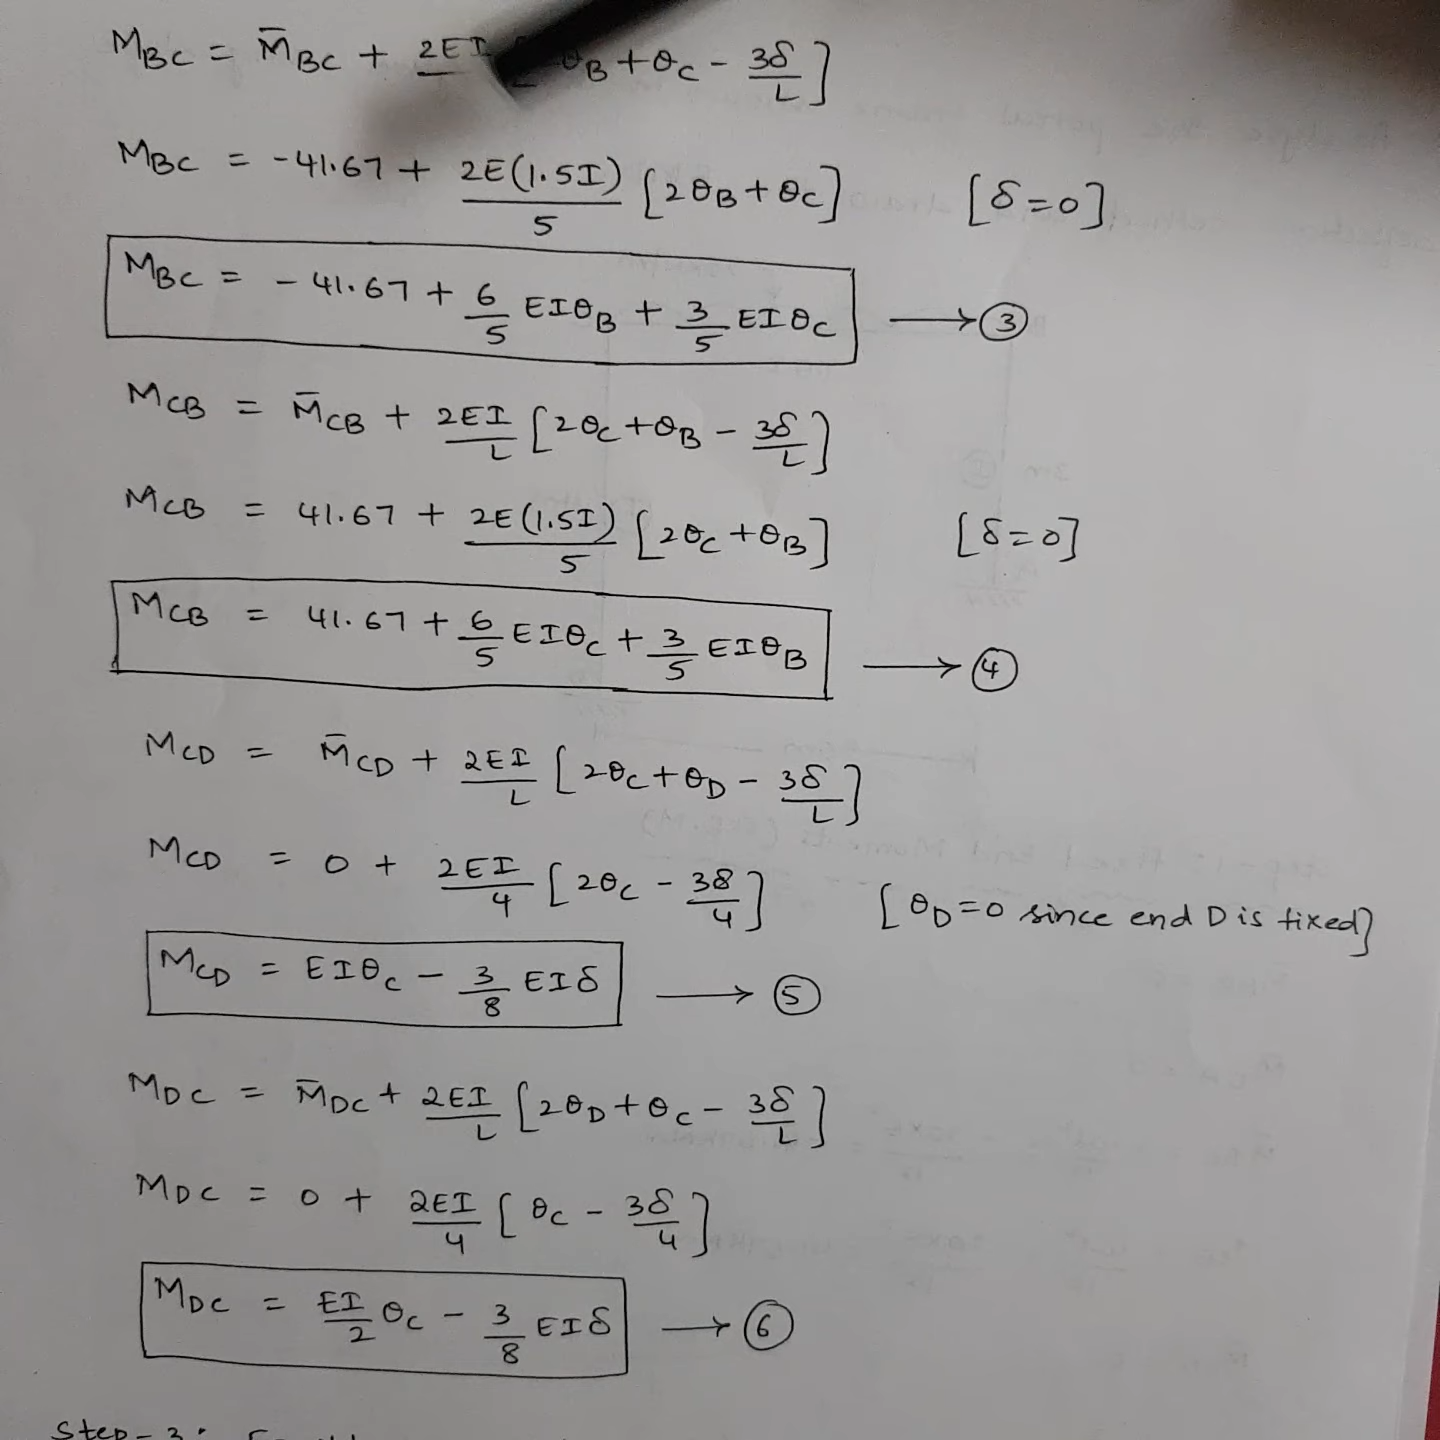 MBC = M̄BC + 2EI [ θB + θC - 3δ/L ]
MBC = -41.67 + 2E(1.5I)/5 [2θB + θC] [δ=0]
MBC = -41.67 + 6/5 EIθB + 3/5 EIθC → ③
MCB = M̄CB + 2EI/L [2θC + θB - 3δ/L]
MCB = 41.67 + 2E(1.5I)/5 [2θC + θB] [δ=0]
MCB = 41.67 + 6/5 EIθC + 3/5 EIθB → ④
MCD = M̄CD + 2EI/L [2θC + θD - 3δ/L]
MCD = 0 + 2EI/4 [2θC - 3δ/4] [θD=0 since end D is fixed]
MCD = EIθC - 3/8 EIδ → ⑤
MDC = M̄DC + 2EI/L [2θD + θC - 3δ/L]
MDC = 0 + 2EI/4 [θC - 3δ/4]
MDC = EI/2 θC - 3/8 EIδ → ⑥
Step-3: